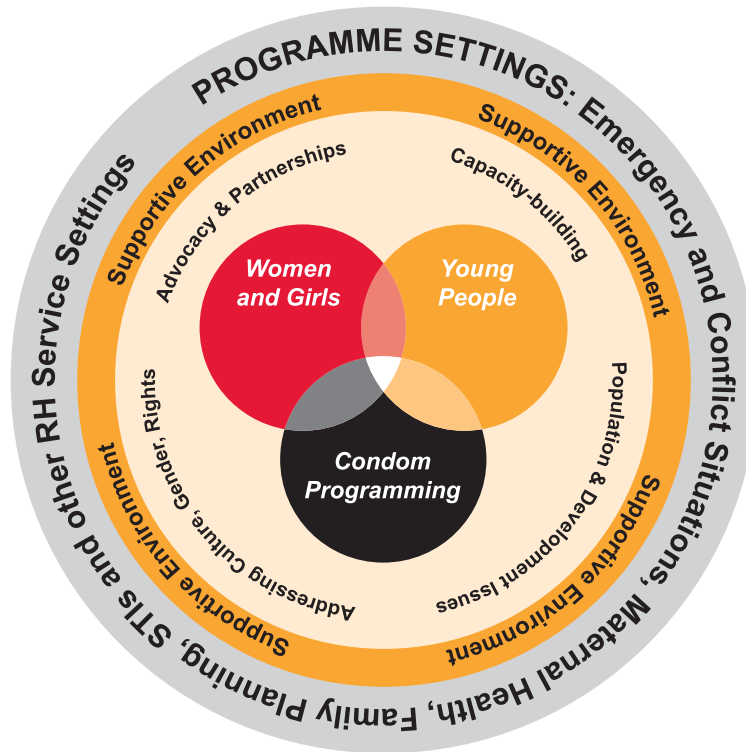 PROGRAMME SETTINGS: Emergency and Conflict Situations, Maternal Health, Family Planning, STIs and other RH Service Settings
Supportive Environment
Supportive Environment
Supportive Environment
Supportive Environment
Advocacy & Partnerships
Capacity-building
Population & Development Issues
Addressing Culture, Gender, Rights
Women
and Girls
Young
People
Condom
Programming